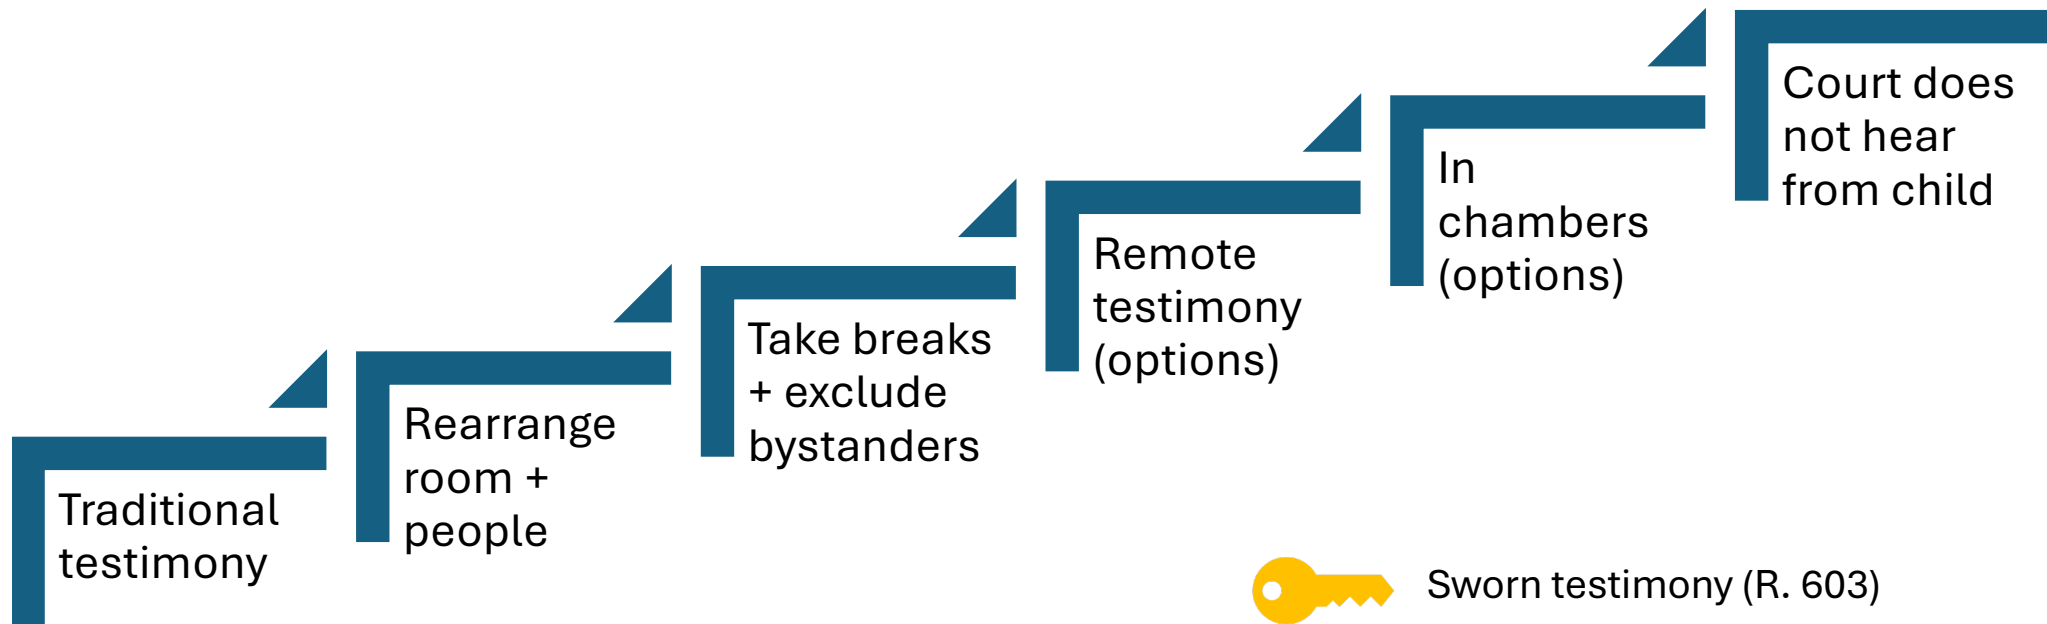 Traditional
testimony
Rearrange
room +
people
Take breaks
+ exclude
bystanders
Remote
testimony
(options)
In
chambers
(options)
Court does
not hear
from child
Sworn testimony (R. 603)